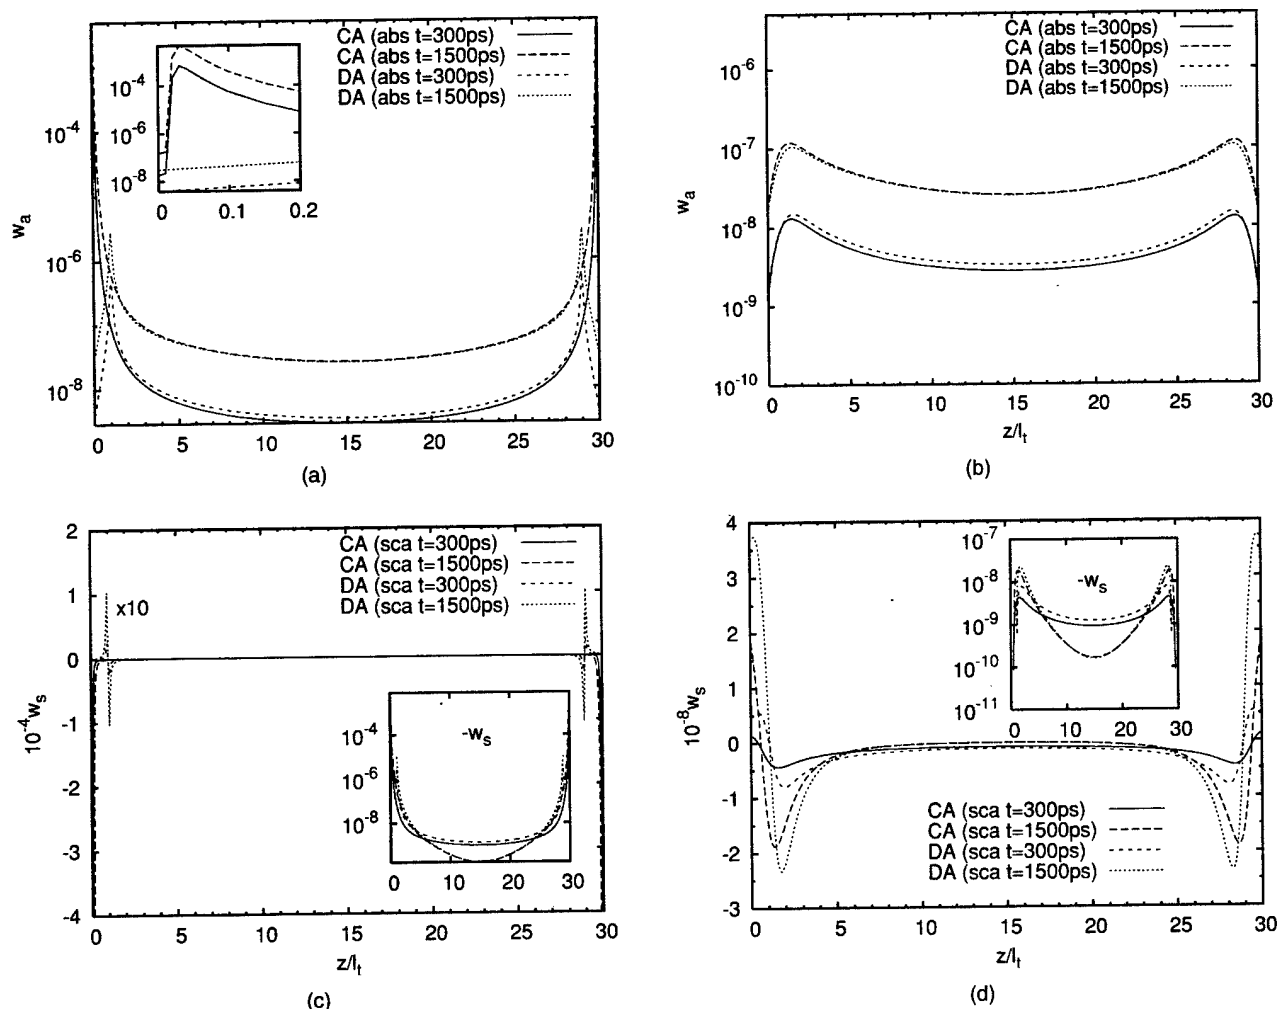 CA (abs t=300ps)
CA (abs t=1500ps)
DA (abs t=300ps)
DA (abs t=1500ps)
10^-4
10^-6
10^-8
0 0.1 0.2
10^-4
10^-6
10^-8
w_a
0 5 10 15 20 25 30
(a)
CA (abs t=300ps)
CA (abs t=1500ps)
DA (abs t=300ps)
DA (abs t=1500ps)
10^-6
10^-7
10^-8
10^-9
10^-10
w_a
0 5 10 15 20 25 30
z/l_t
(b)
CA (sca t=300ps)
CA (sca t=1500ps)
DA (sca t=300ps)
DA (sca t=1500ps)
x10
2
1
0
-1
-2
-3
-4
10^-4 w_s
-w_s
10^-4
10^-6
10^-8
0 10 20 30
0 5 10 15 20 25 30
z/l_t
(c)
4
3
2
1
0
-1
-2
-3
10^-8 w_s
-w_s
10^-7
10^-8
10^-9
10^-10
10^-11
0 10 20 30
CA (sca t=300ps)
CA (sca t=1500ps)
DA (sca t=300ps)
DA (sca t=1500ps)
0 5 10 15 20 25 30
z/l_t
(d)